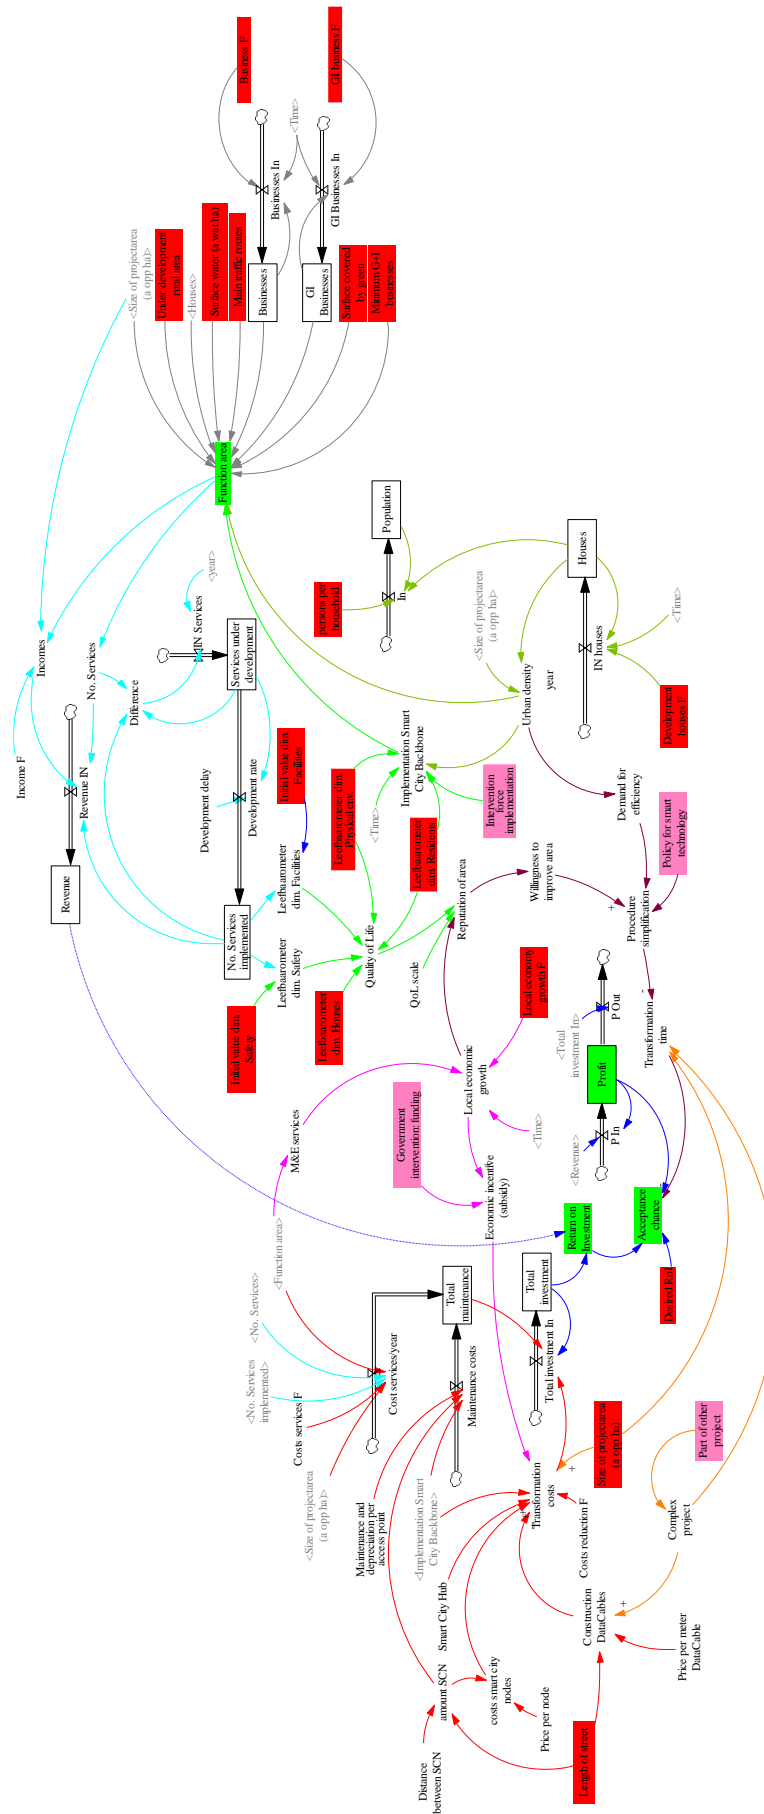 Business F
GI business F
<Time>
Businesses In
GI Businesses In
<Size of projectarea
(a opp ha)>
Under development
rural area
<Houses>
Surface water (a wat ha)
Main traffic routes
Businesses
GI
Businesses
Surface covered
by green
Minimum G+I
businesses
Function area
Population
persons per
household
In
Houses
<Size of projectarea
(a opp ha)>
<Time>
IN houses
year
Urban density
Development
houses F
<year>
IN Services
Services under
development
Incomes
No. Services
Difference
Income F
Revenue IN
Revenue
Development delay
Development rate
Initial value dim.
Facilities
Leefbaarometer dim.
Physical env.
<Time>
Implementation Smart
City Backbone
Intervention
force
implementation
Leefbaarometer
dim. Residents
Demand for
efficiency
Policy for smart
technology
No. Services
implemented
Leefbaarometer
dim. Facilities
Leefbaarometer
dim. Safety
Quality of Life
Reputation of area
Willingness to
improve area
+
Procedure
simplification
QoL scale
Initial value dim.
Safety
Leefbaarometer
dim. Houses
Local economy
growth F
<Total
investment In>
P Out
-
Transformation
time
Local economic
growth
Profit
Government
intervention: funding
<Time>
<Revenue>
P In
M&E services
Economic incentive
(subsidy)
Return on
Investment
Acceptance
chance
-
<Function area>
<No. Services>
<No. Services
implemented>
Total
maintenance
Total
investment
Desired RoI
Cost services/year
Maintenance costs
Total investment In
Costs services F
<Size of projectarea
(a opp ha)>
Maintenance and
depreciation per
access point
<Implementation Smart
City Backbone>
Transformation
costs
+
+
Size of projectarea
(a opp ha)
Part of other
project
Costs reduction F
Complex
project
Smart City Hub
Construction
DataCables
+
Price per meter
DataCable
amount SCN
costs smart city
nodes
Price per node
Distance
between SCN
Length of street